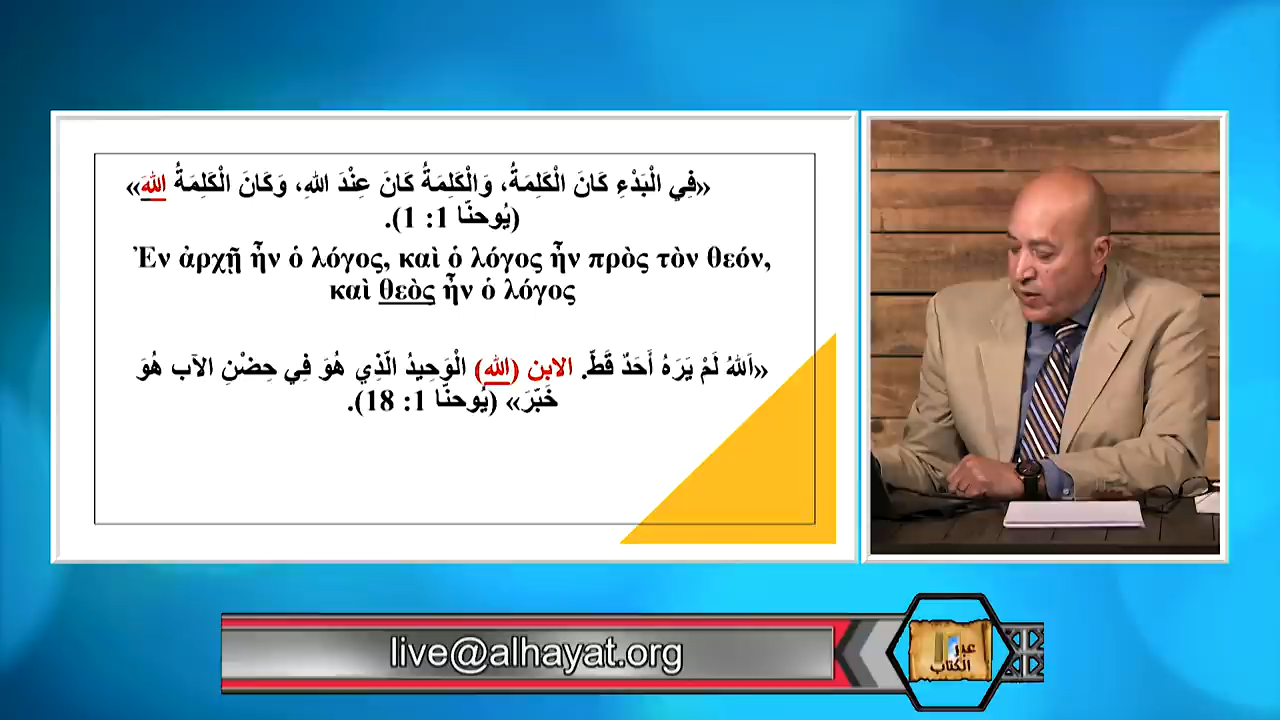 «فِي الْبَدْءِ كَانَ الْكَلِمَةُ، وَالْكَلِمَةُ كَانَ عِنْدَ اللهِ، وَكَانَ الْكَلِمَةُ اللهَ»
(يُوحنّا 1: 1).
Ἐν ἀρχῇ ἦν ὁ λόγος, καὶ ὁ λόγος ἦν πρὸς τὸν θεόν,
καὶ θεὸς ἦν ὁ λόγος
«اَللهُ لَمْ يَرَهُ أَحَدٌ قَطّ. الابن (الله) الْوَحِيدُ الّذِي هُوَ فِي حِضْنِ الآب هُوَ
خَبّرَ» (يُوحنّا 1: 18).
live@alhayat.org
عبر
الكتاب